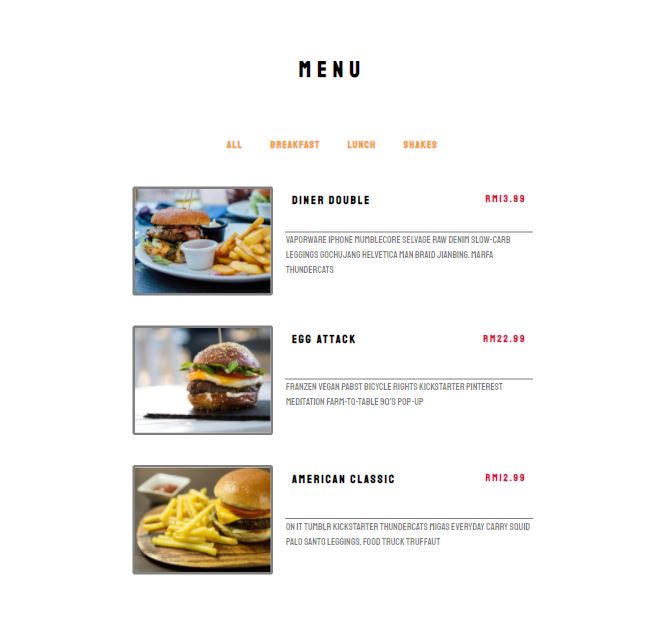 MENU
ALL BREAKFAST LUNCH SHAKES
DINER DOUBLE RM13.99
VAPORWARE IPHONE MUMBLECORE SELVAGE RAW DENIM SLOW-CARB
LEGGINGS GOCHUJANG HELVETICA MAN BRAID JIANBING. MARFA
THUNDERCATS
EGG ATTACK RM22.99
FRANZEN VEGAN PABST BICYCLE RIGHTS KICKSTARTER PINTEREST
MEDITATION FARM-TO-TABLE 90'S POP-UP
AMERICAN CLASSIC RM12.99
ON IT TUMBLR KICKSTARTER THUNDERCATS MIGAS EVERYDAY CARRY SQUID
PALO SANTO LEGGINGS. FOOD TRUCK TRUFFAUT